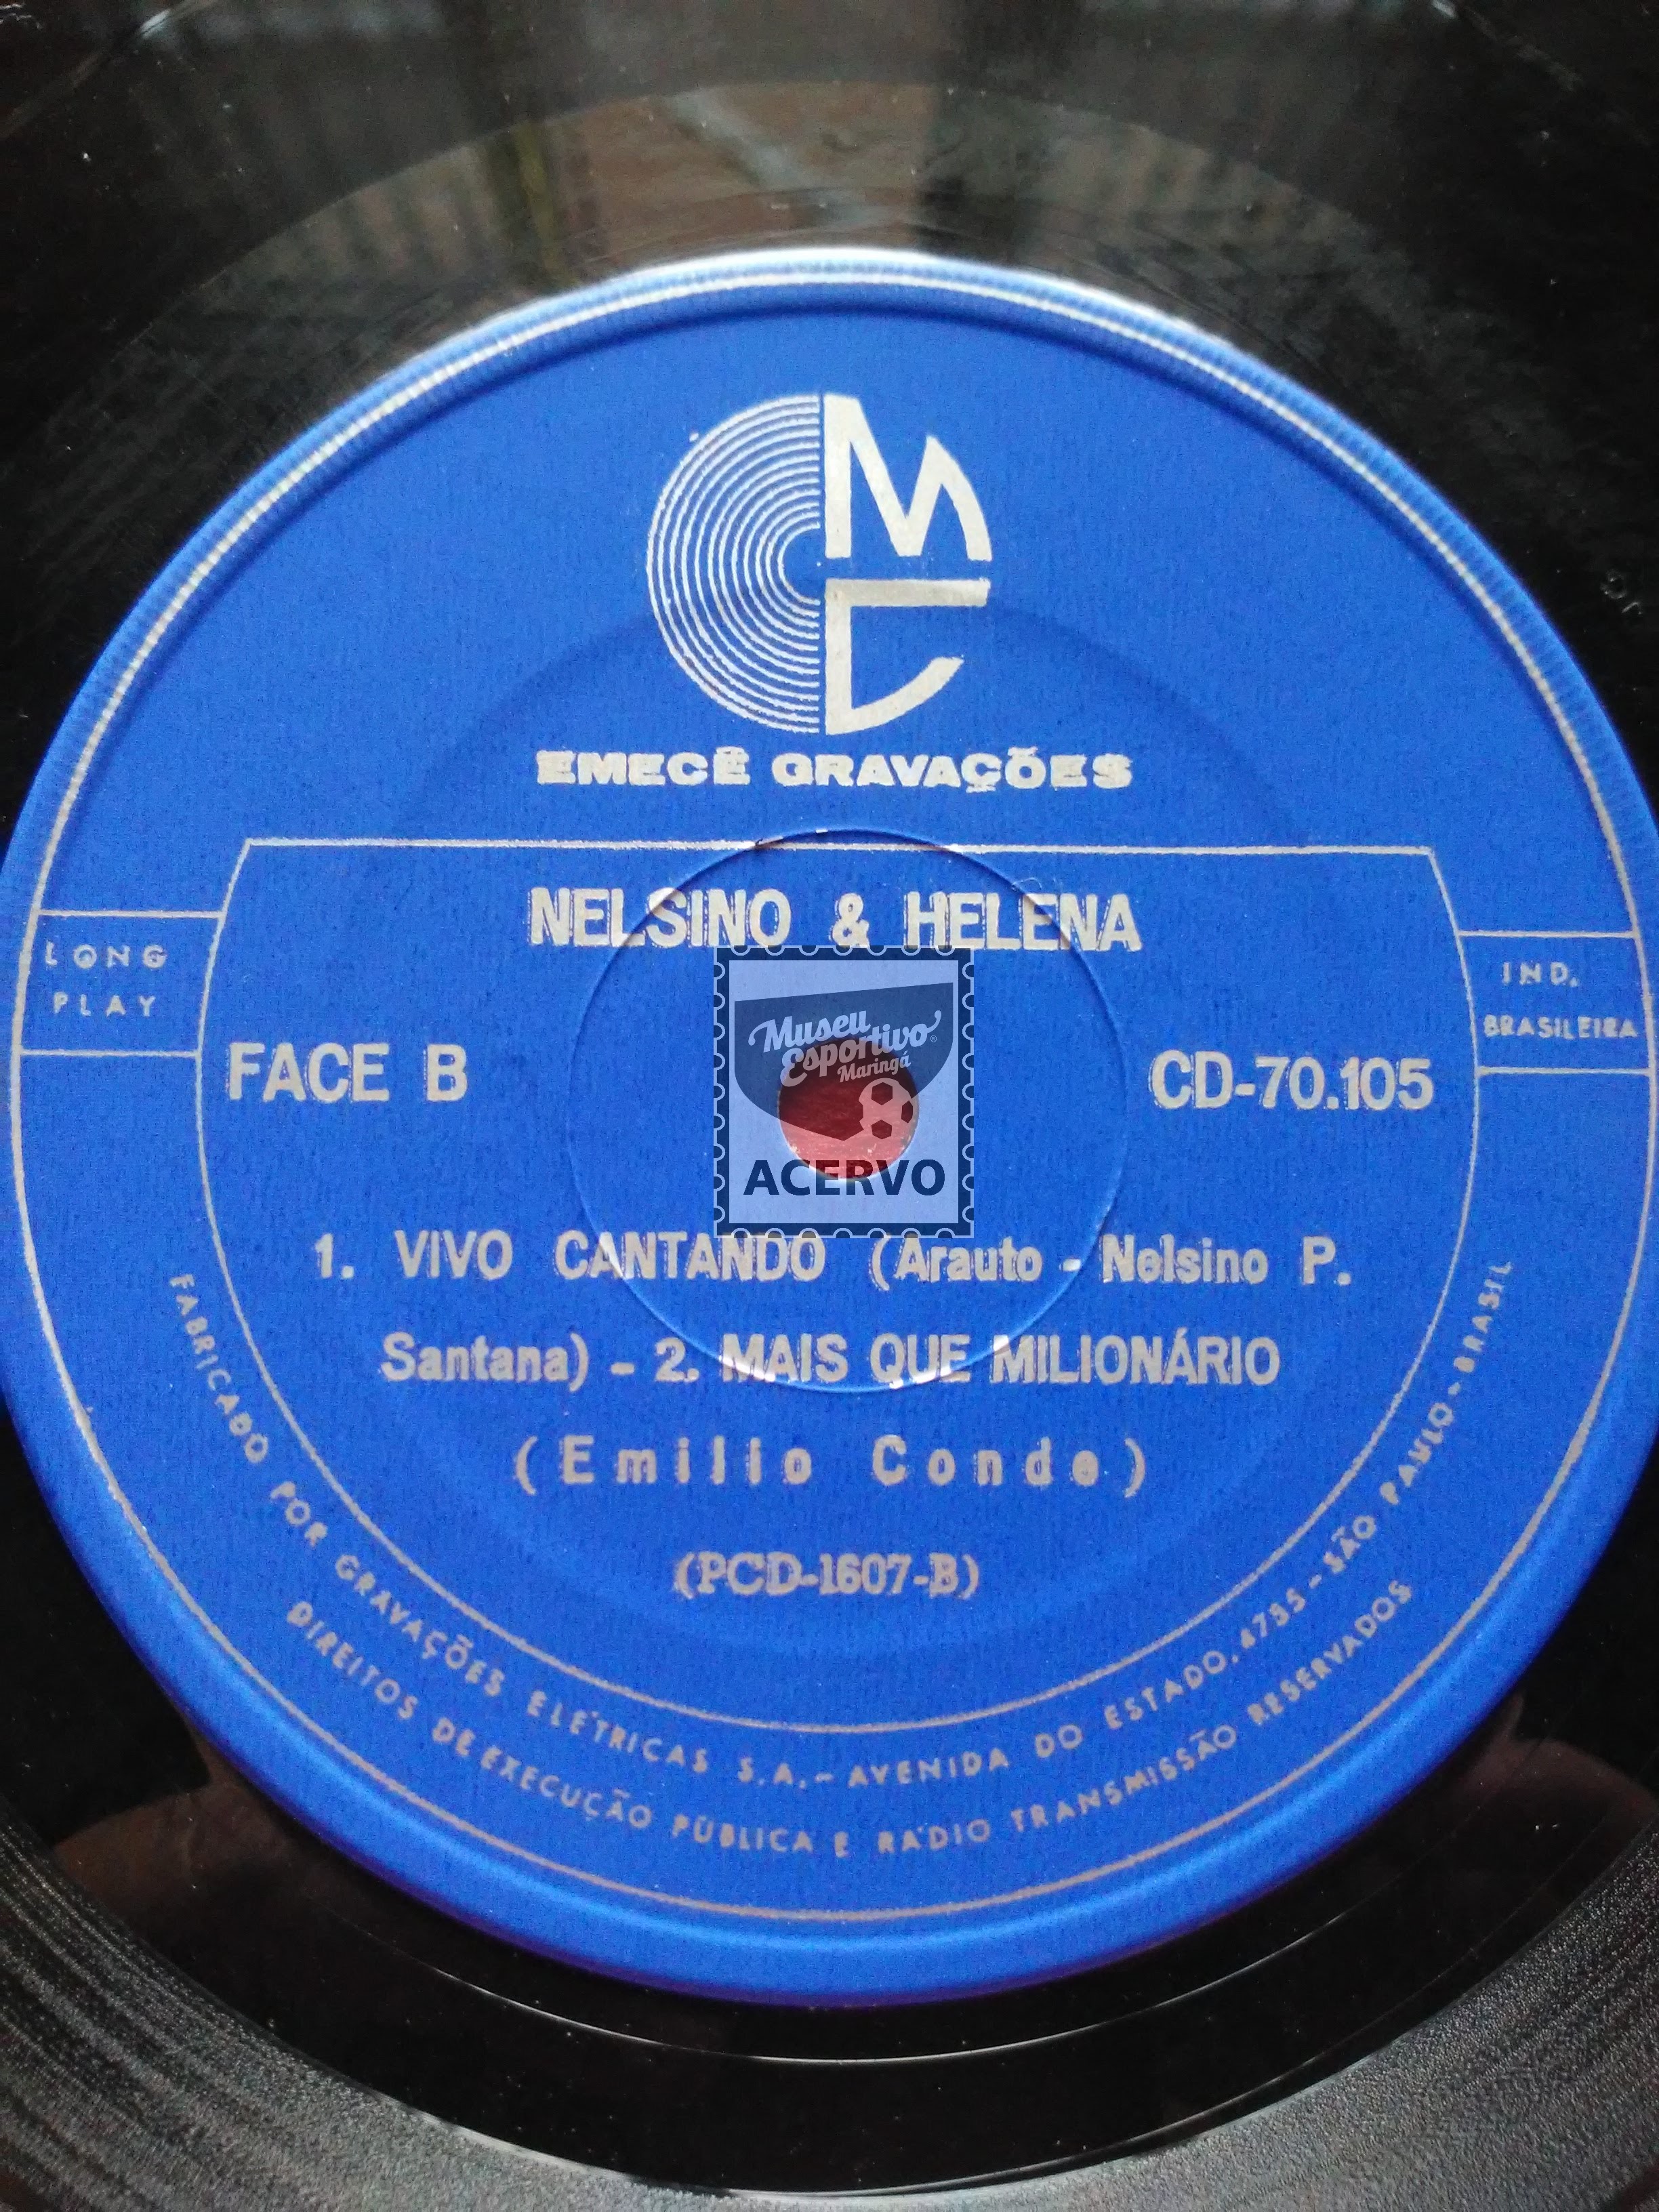 MC
EMECÊ GRAVAÇÕES
NELSINO & HELENA
LONG
PLAY
IND.
BRASILEIRA
FACE B
CD-70.105
Museu
Esportivo®
Maringá
ACERVO
1. VIVO CANTANDO (Arauto - Nelsino P.
Santana) - 2. MAIS QUE MILIONÁRIO
(Emilio Conde)
(PCD-1607-B)
FABRICADO POR GRAVAÇÕES ELÉTRICAS S.A. - AVENIDA DO ESTADO, 4755 - SÃO PAULO - BRASIL
DIREITOS DE EXECUÇÃO PÚBLICA E RÁDIO TRANSMISSÃO RESERVADOS